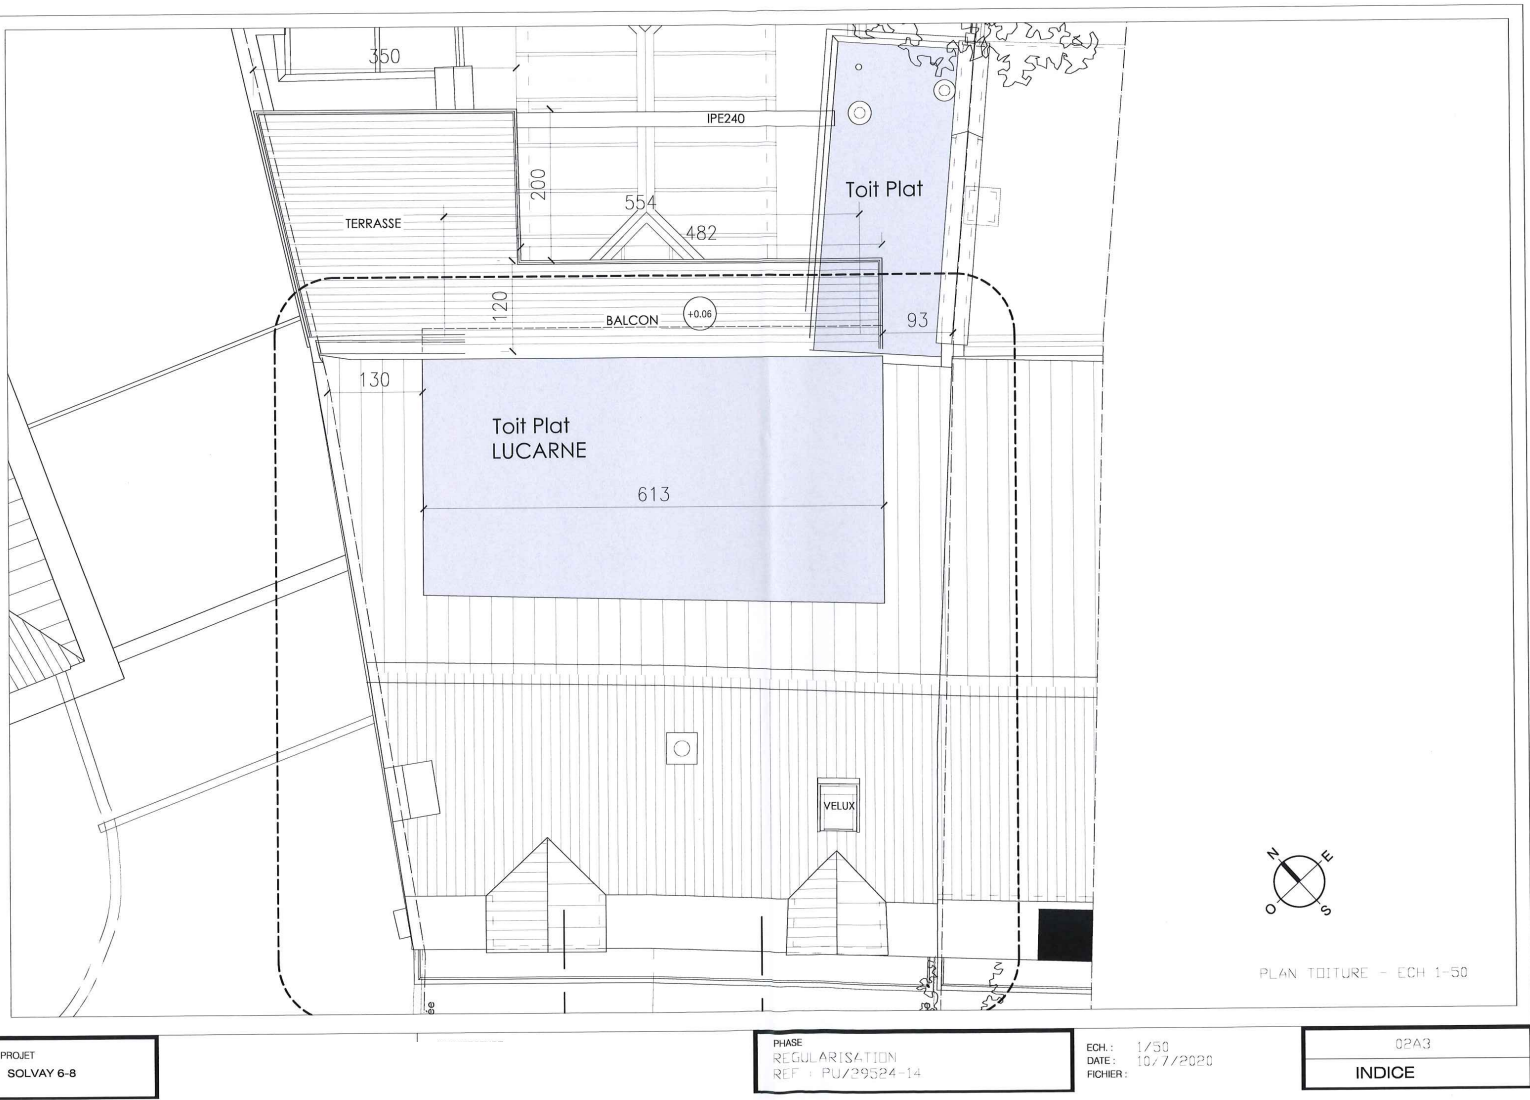 350
IPE240
Toit Plat
200
554
TERRASSE
482
120
BALCON
+0.06
93
130
Toit Plat
LUCARNE
613
VELUX
N
E
O
S
PLAN TOITURE - ECH 1-50
ée
PROJET
SOLVAY 6-8
PHASE
REGULARISATION
REF : PU/29524-14
ECH. : 1/50
DATE : 10/7/2020
FICHIER :
02A3
INDICE